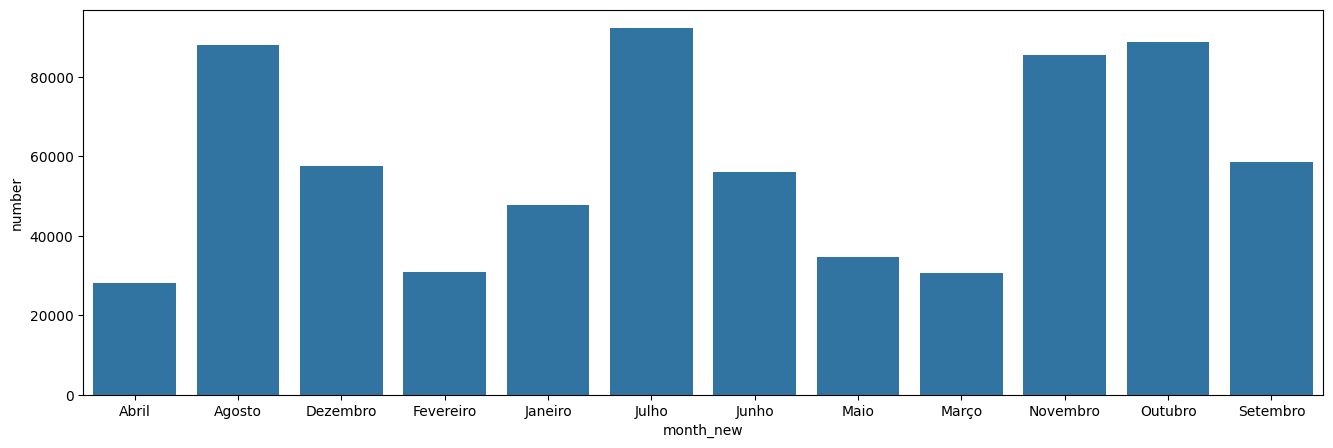 number
80000
60000
40000
20000
0
Abril Agosto Dezembro Fevereiro Janeiro Julho Junho Maio Março Novembro Outubro Setembro
month_new